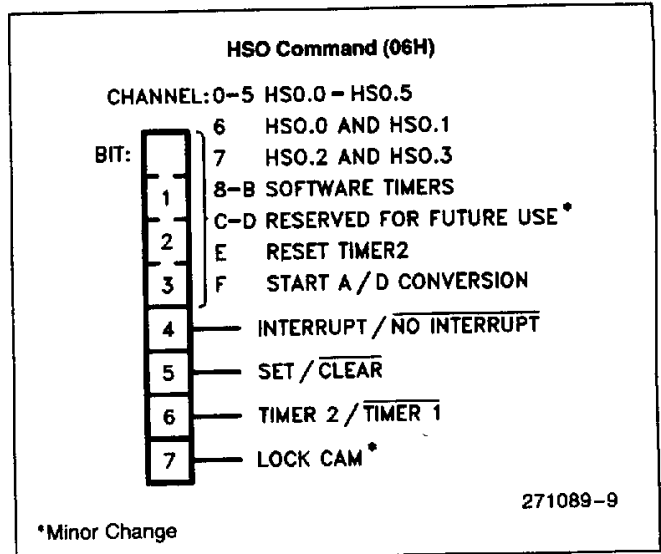 HSO Command (06H)
CHANNEL: 0-5 HSO.0 - HSO.5
6 HSO.0 AND HSO.1
BIT: 7 HSO.2 AND HSO.3
8-B SOFTWARE TIMERS
1
C-D RESERVED FOR FUTURE USE*
2
E RESET TIMER2
3 F START A/D CONVERSION
4 INTERRUPT / NO INTERRUPT
5 SET / CLEAR
6 TIMER 2 / TIMER 1
7 LOCK CAM*
271089-9
*Minor Change